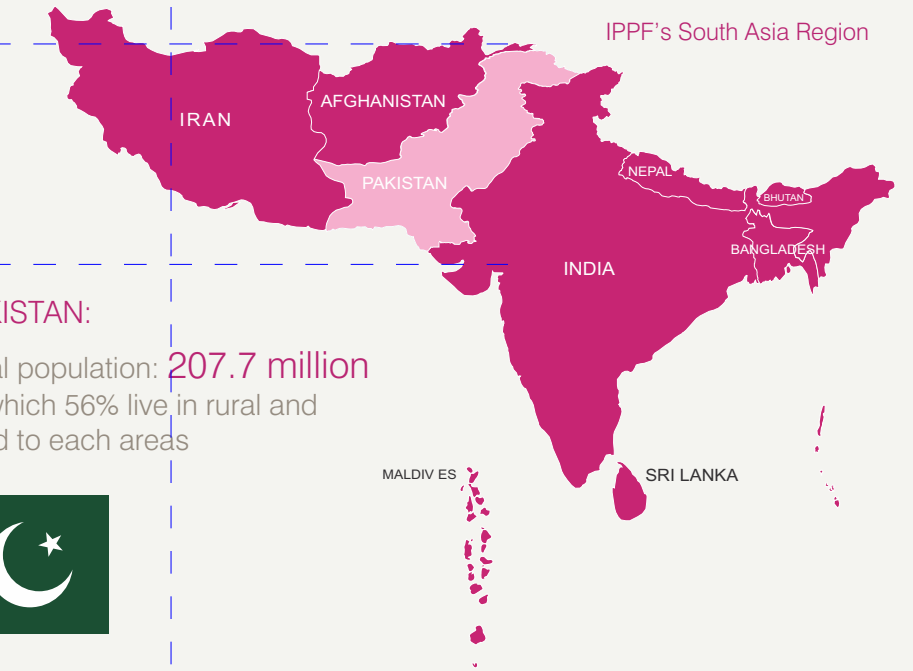 IPPF's South Asia Region
IRAN
AFGHANISTAN
PAKISTAN
NEPAL
BHUTAN
BANGLADESH
INDIA
KISTAN:
al population: 207.7 million
which 56% live in rural and
d to each areas
MALDIV ES
SRI LANKA